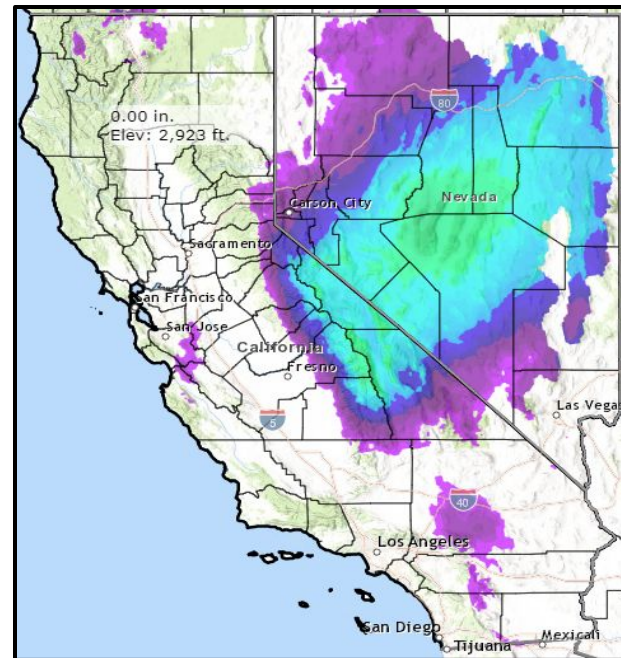 0.00 in.
Elev: 2,923 ft.
80
Nevada
Carson City
Sacramento
San Francisco
San Jose
California
Fresno
5
Las Vegas
40
Los Angeles
San Diego
Tijuana
Mexicali